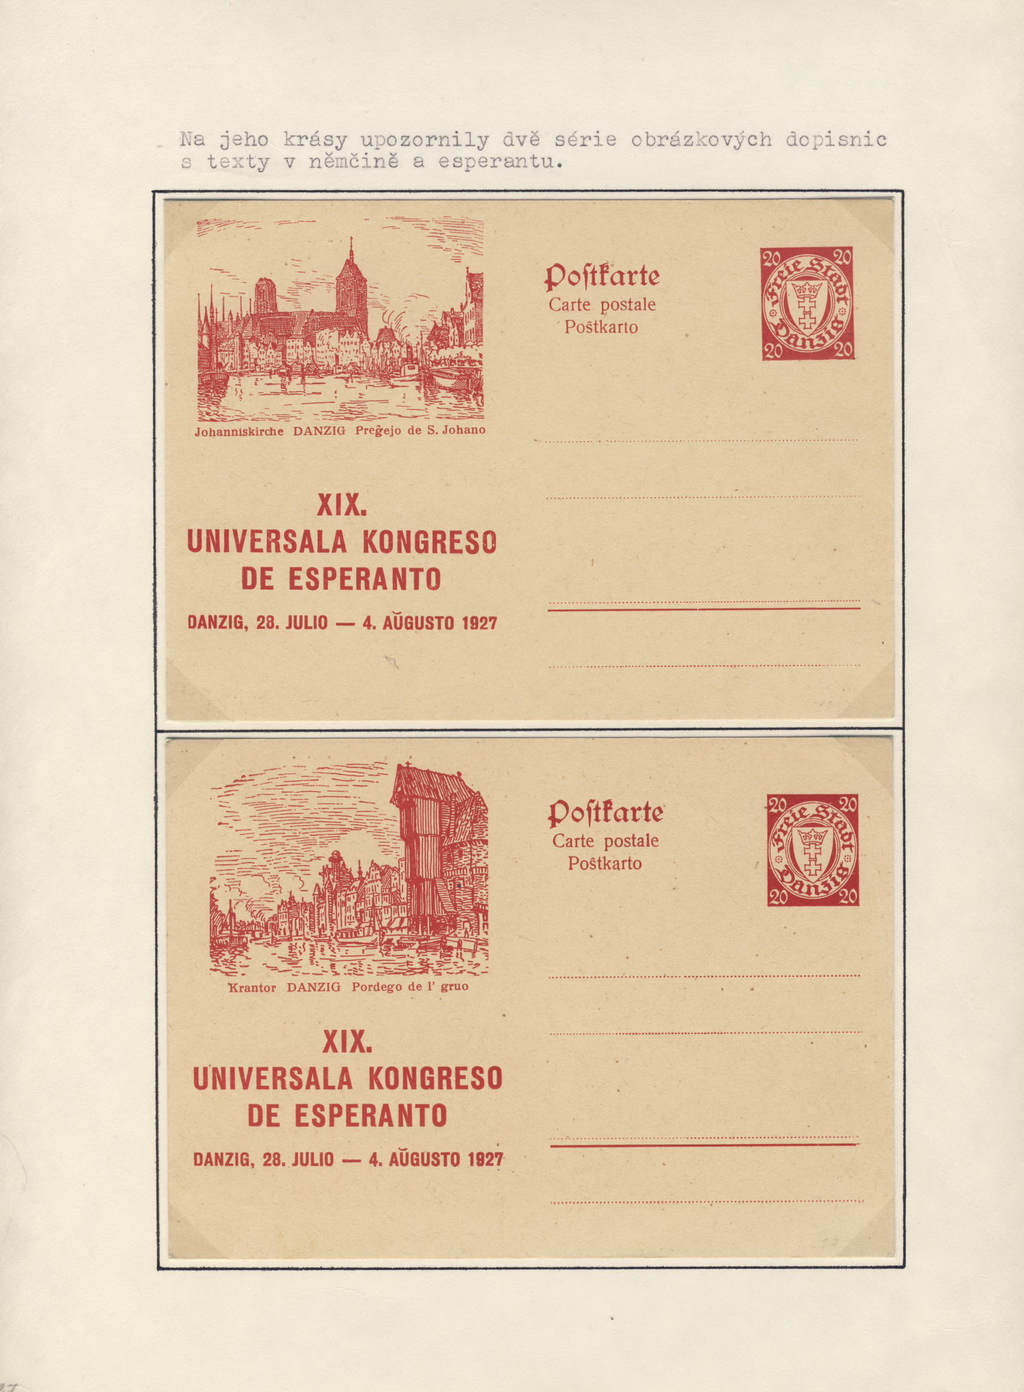 Na jeho krásy upozornily dvě série obrázkových dopisnic
s texty v němčině a esperantu.
Johanniskirche DANZIG Preĝejo de S. Johano
Poſtkarte
Carte postale
Poŝtkarto
20 20
Freie Stadt
Danzig
20 20
XIX.
UNIVERSALA KONGRESO
DE ESPERANTO
DANZIG, 28. JULIO — 4. AŬGUSTO 1927
Krantor DANZIG Pordego de l' gruo
Poſtkarte
Carte postale
Poŝtkarto
20 20
Freie Stadt
Danzig
20 20
XIX.
UNIVERSALA KONGRESO
DE ESPERANTO
DANZIG, 28. JULIO — 4. AŬGUSTO 1927